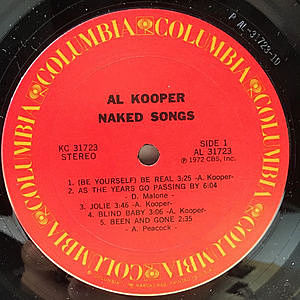 COLUMBIA COLUMBIA COLUMBIA COLUMBIA COLUMBIA COLUMBIA
P AL-31723-1D
AL KOOPER
NAKED SONGS
KC 31723
STEREO
SIDE 1
AL 31723
℗ 1972 CBS, Inc.
1. (BE YOURSELF) BE REAL 3:25 -A. Kooper-
2. AS THE YEARS GO PASSING BY 6:04
- D. Malone -
3. JOLIE 3:46 -A. Kooper-
4. BLIND BABY 3:06 -A. Kooper-
5. BEEN AND GONE 2:35
- A. Peacock -